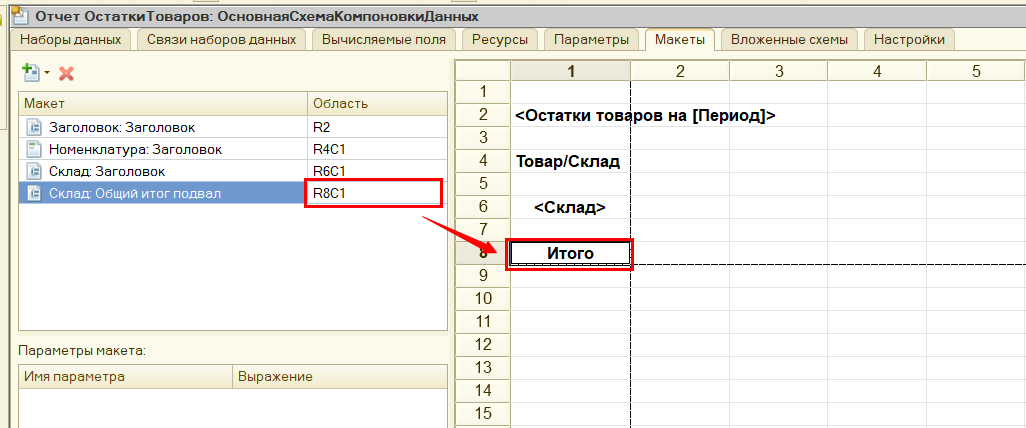 Отчет ОстаткиТоваров: ОсновнаяСхемаКомпоновкиДанных
Наборы данных Связи наборов данных Вычисляемые поля Ресурсы Параметры Макеты Вложенные схемы Настройки
Макет Область
Заголовок: Заголовок R2
Номенклатура: Заголовок R4C1
Склад: Заголовок R6C1
Склад: Общий итог подвал R8C1
Параметры макета:
Имя параметра Выражение
1 2 3 4 5
1
2 <Остатки товаров на [Период]>
3
4 Товар/Склад
5
6 <Склад>
7
8 Итого
9
10
11
12
13
14
15